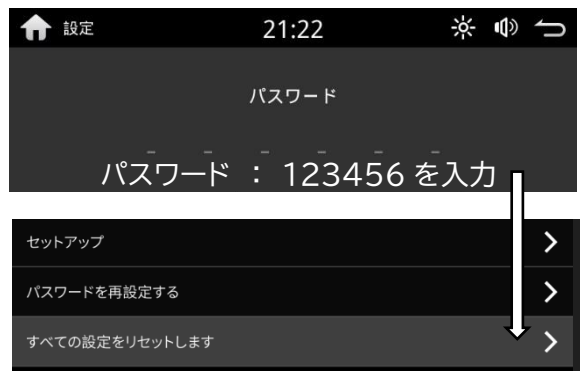 設定 21:22
パスワード
パスワード ： 123456 を入力
セットアップ
パスワードを再設定する
すべての設定をリセットします